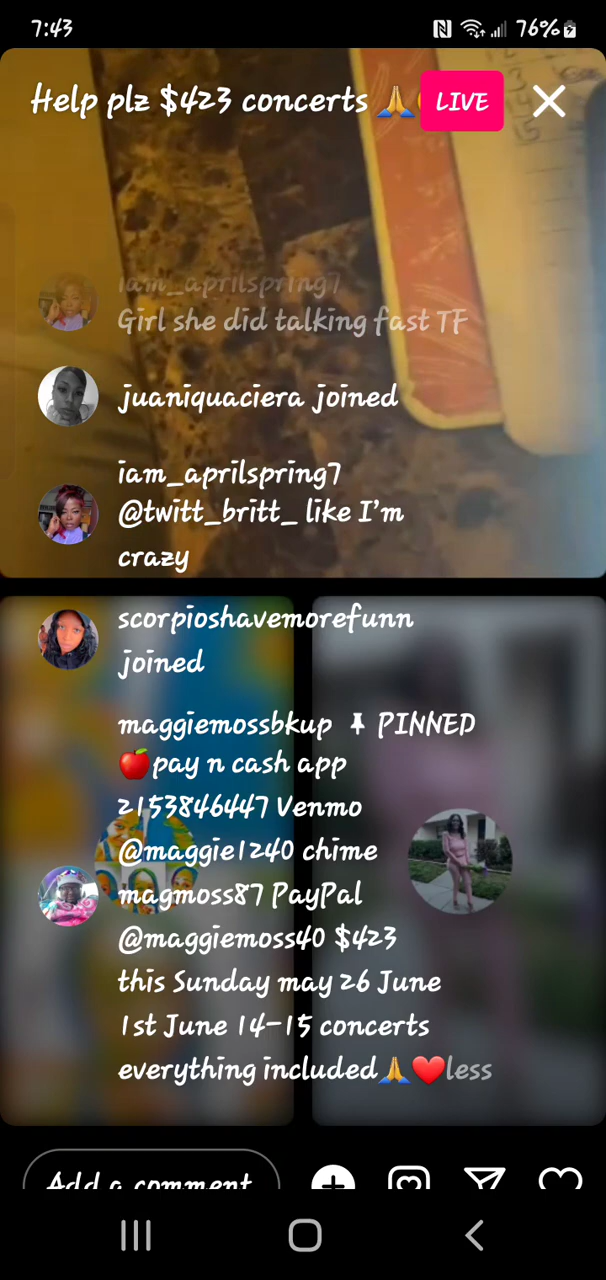 7:43
76%
Help plz $423 concerts 🙏
LIVE
iam_aprilspring7
Girl she did talking fast TF
juaniquaciera joined
iam_aprilspring7
@twitt_britt_ like I'm
crazy
scorpioshavemorefunn
joined
maggiemossbkup 📌 PINNED
🍎pay n cash app
2153846447 Venmo
@maggie1240 chime
magmoss87 PayPal
@maggiemoss40 $423
this Sunday may 26 June
1st June 14-15 concerts
everything included🙏❤️less
Add a comment